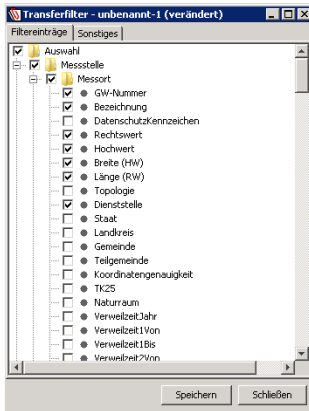 Transferfilter - unbenannt-1 (verändert)
Filtereinträge Sonstiges
Auswahl
Messstelle
Messort
GW-Nummer
Bezeichnung
DatenschutzKennzeichen
Rechtswert
Hochwert
Breite (HW)
Länge (RW)
Topologie
Dienststelle
Staat
Landkreis
Gemeinde
Teilgemeinde
Koordinatengenauigkeit
TK25
Naturraum
VerweilzeitJahr
Verweilzeit1Von
Verweilzeit1Bis
Verweilzeit2Von
Speichern Schließen